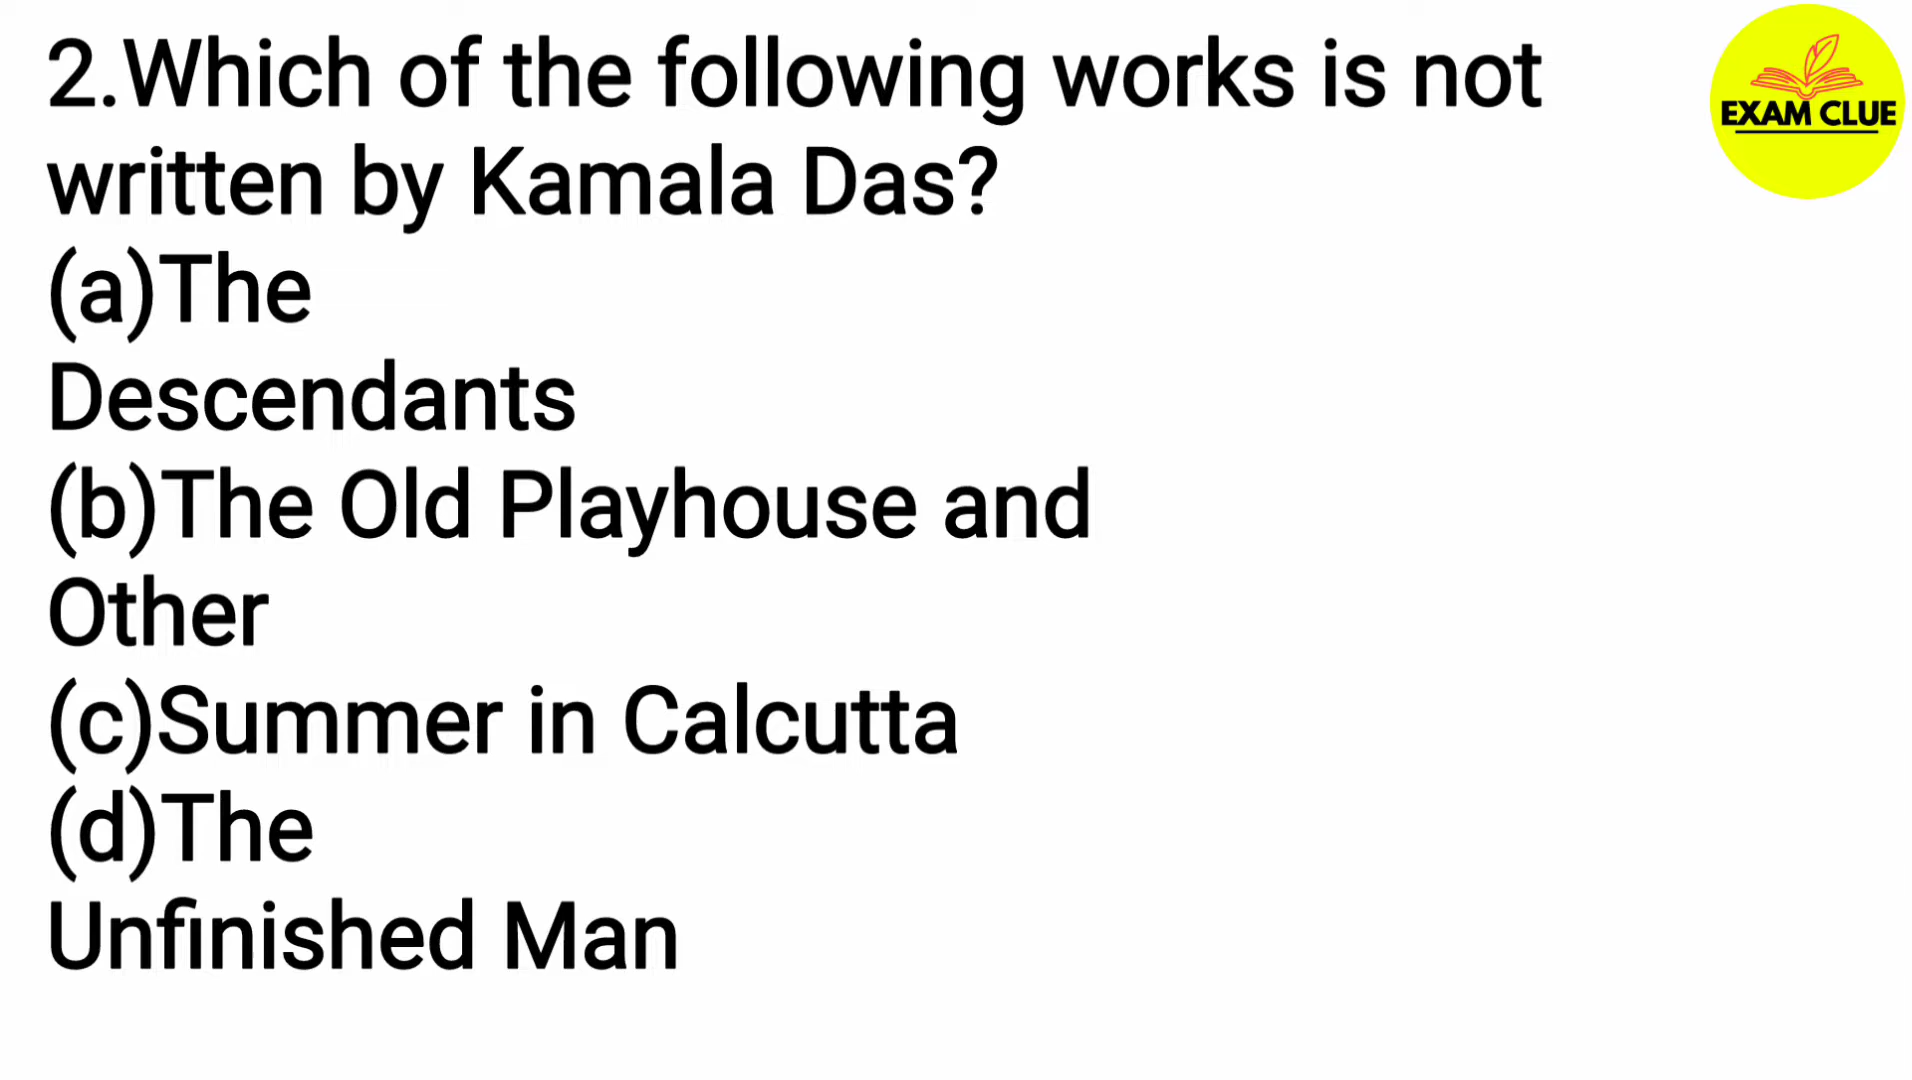 2.Which of the following works is not
written by Kamala Das?
(a)The
Descendants
(b)The Old Playhouse and
Other
(c)Summer in Calcutta
(d)The
Unfinished Man
EXAM CLUE